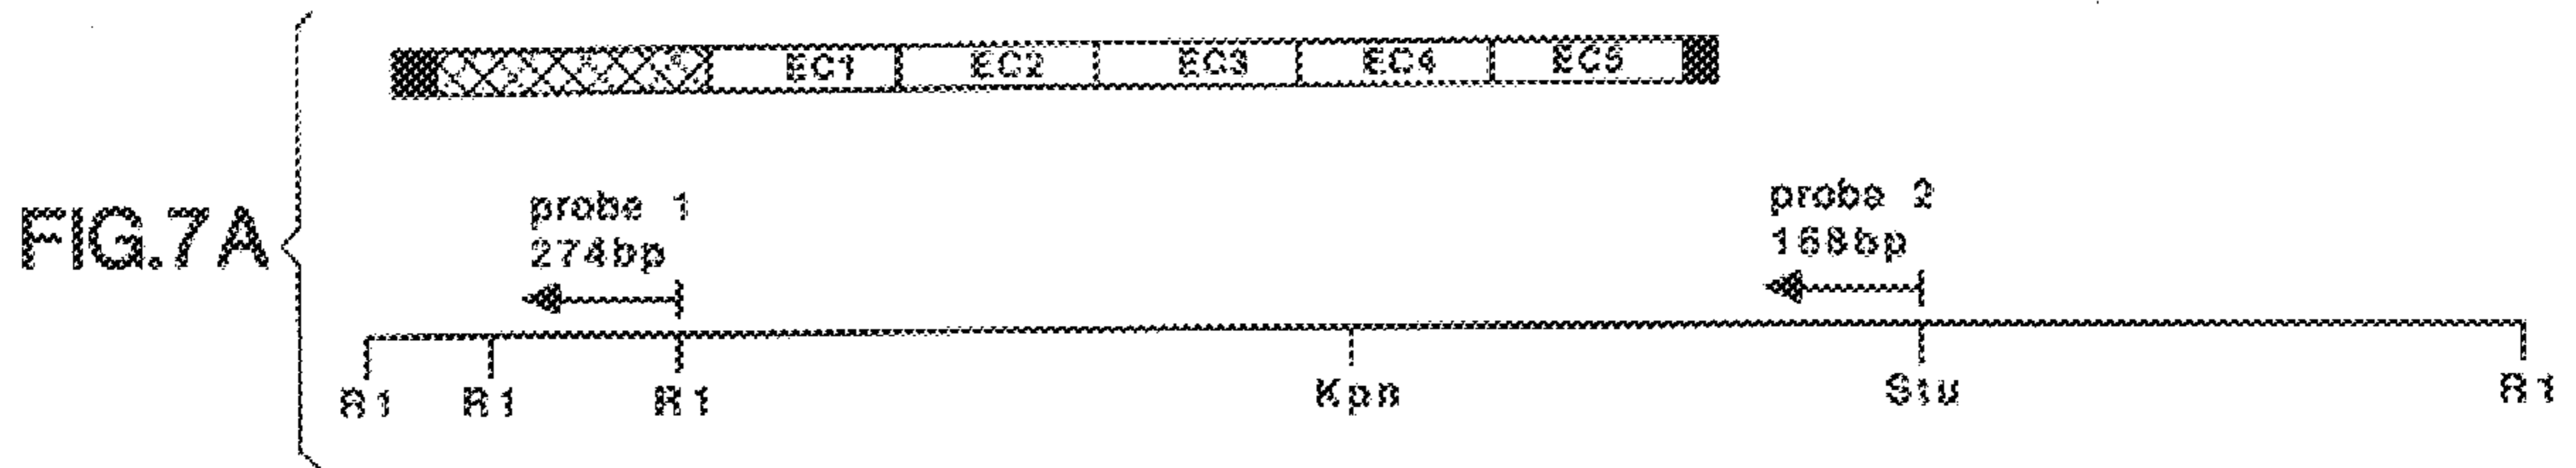 EC1 EC2 EC3 EC4 EC5
FIG.7A
probe 1
274bp
probe 2
168bp
R1 R1 R1 Kpn Stu R1